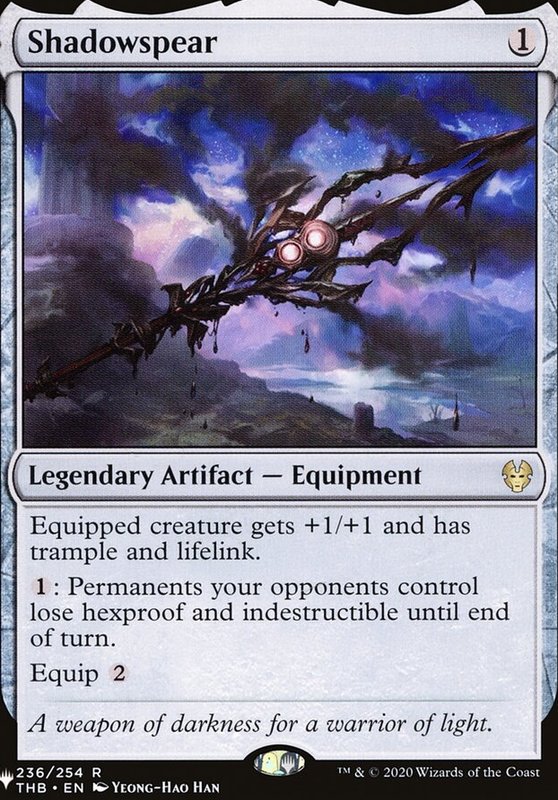 Shadowspear 1
Legendary Artifact — Equipment
Equipped creature gets +1/+1 and has
trample and lifelink.
1: Permanents your opponents control
lose hexproof and indestructible until end
of turn.
Equip 2
A weapon of darkness for a warrior of light.
236/254 R
THB • EN Yeong-Hao Han
™ & © 2020 Wizards of the Coast